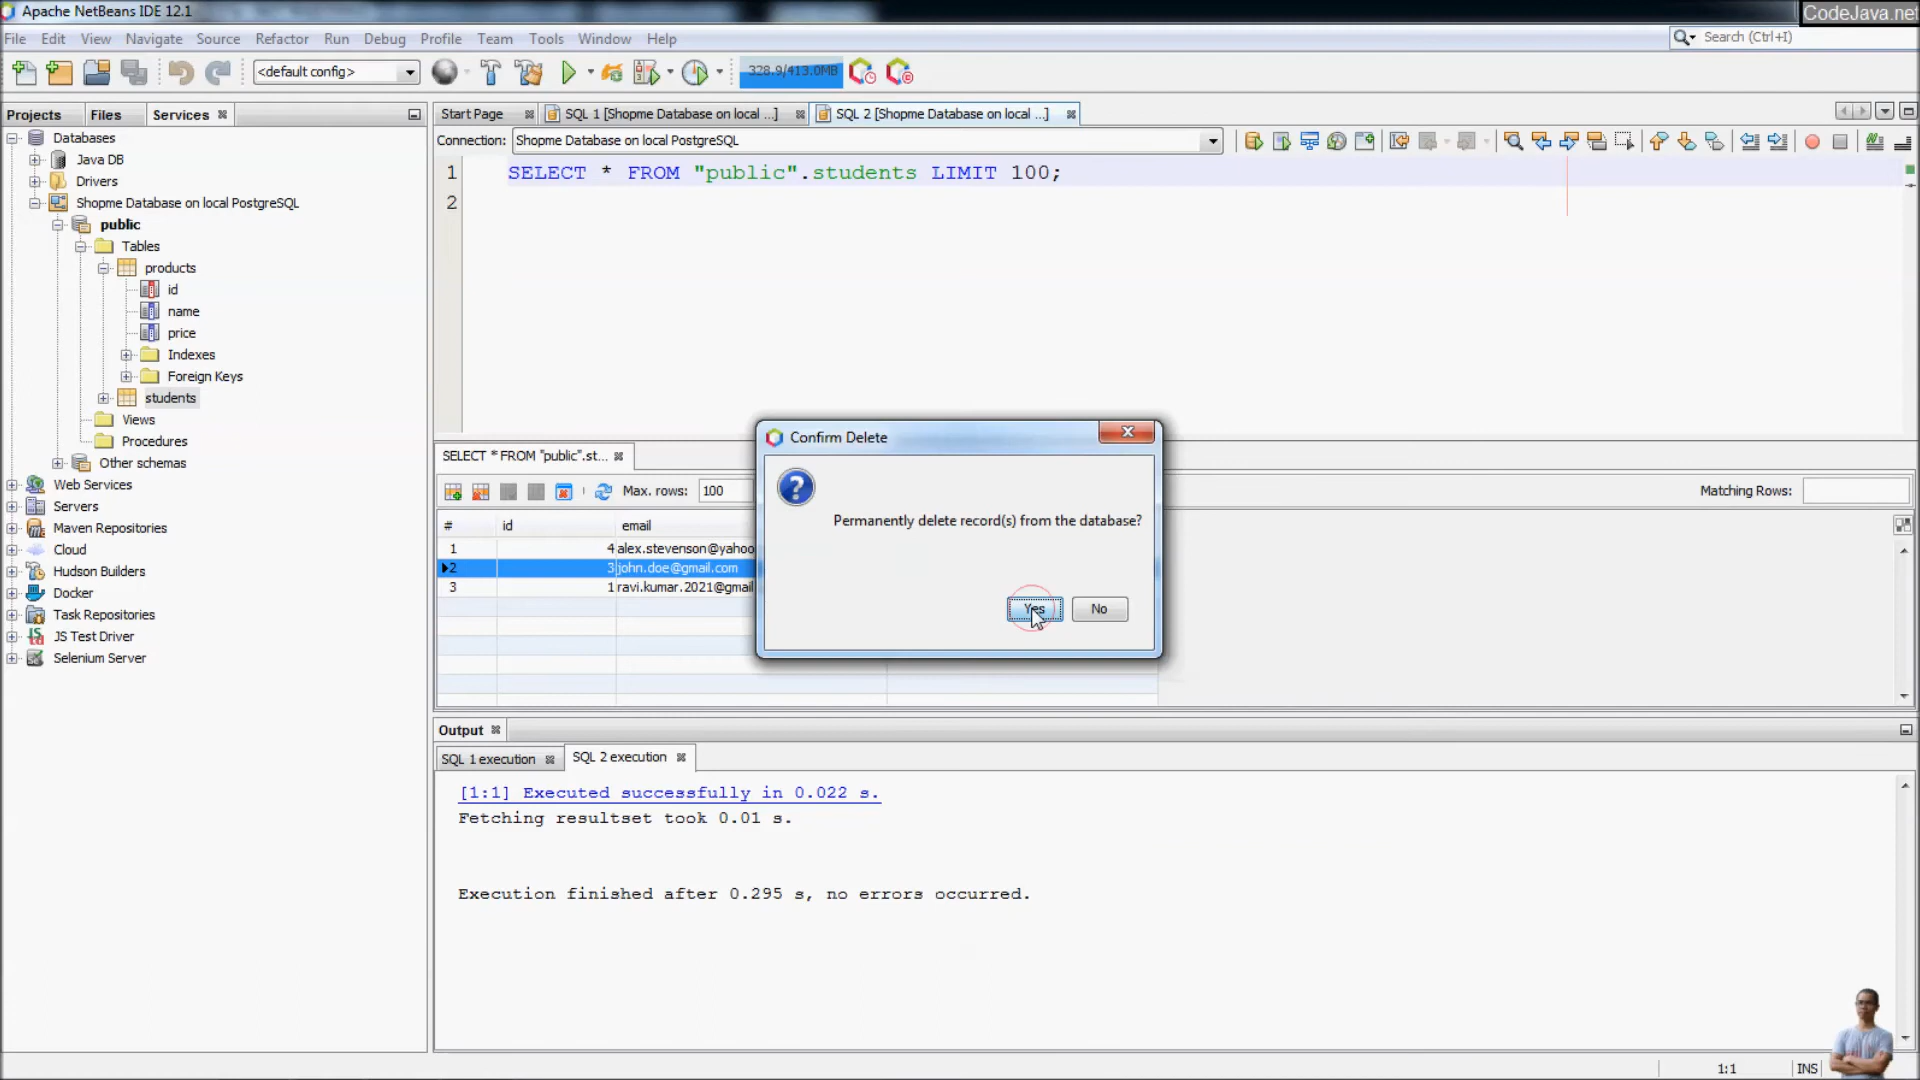 Apache NetBeans IDE 12.1
CodeJava.net
File Edit View Navigate Source Refactor Run Debug Profile Team Tools Window Help
Search (Ctrl+I)
<default config>
328.9/413.0MB
Projects Files Services
Start Page
SQL 1 [Shopme Database on local ...]
SQL 2 [Shopme Database on local ...]
Connection: Shopme Database on local PostgreSQL
Databases
Java DB
Drivers
Shopme Database on local PostgreSQL
public
Tables
products
id
name
price
Indexes
Foreign Keys
students
Views
Procedures
Other schemas
Web Services
Servers
Maven Repositories
Cloud
Hudson Builders
Docker
Task Repositories
JS Test Driver
Selenium Server
1 SELECT * FROM "public".students LIMIT 100;
2
SELECT * FROM "public".st...
Max. rows: 100
Matching Rows:
# id email
1 4 alex.stevenson@yahoo
2 3 john.doe@gmail.com
3 1 ravi.kumar.2021@gmail
Confirm Delete
Permanently delete record(s) from the database?
Yes No
Output
SQL 1 execution
SQL 2 execution
[1:1] Executed successfully in 0.022 s.
Fetching resultset took 0.01 s.
Execution finished after 0.295 s, no errors occurred.
1:1 INS